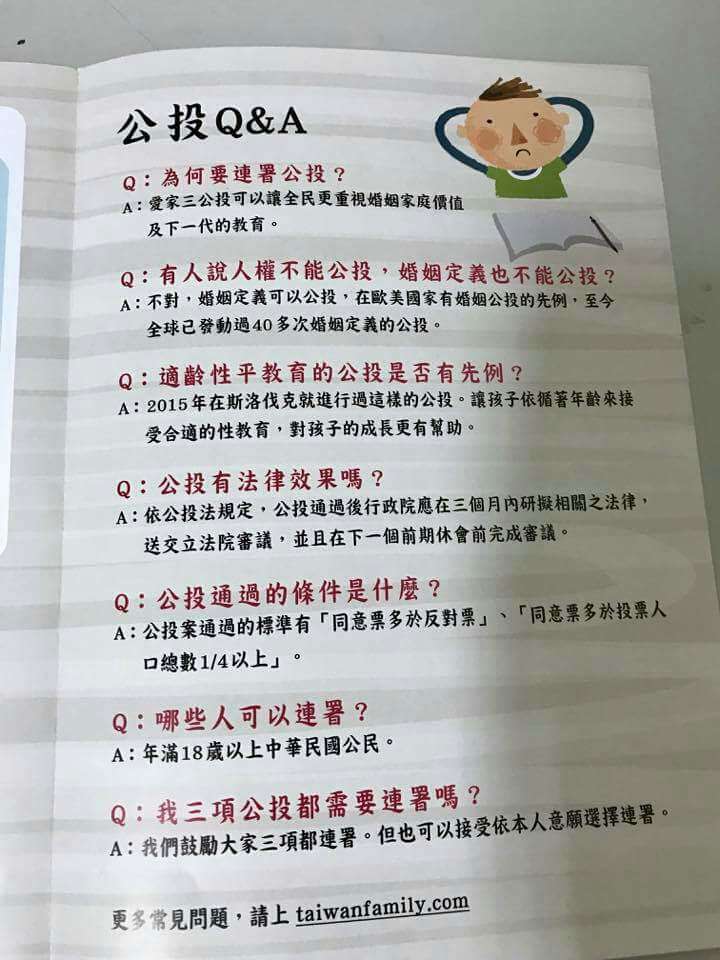 公投Q&A
Q：為何要連署公投？
A：愛家三公投可以讓全民更重視婚姻家庭價值
及下一代的教育。
Q：有人說人權不能公投，婚姻定義也不能公投？
A：不對，婚姻定義可以公投，在歐美國家有婚姻公投的先例，至今
全球已發動過40多次婚姻定義的公投。
Q：適齡性平教育的公投是否有先例？
A：2015年在斯洛伐克就進行過這樣的公投。讓孩子依循著年齡來接
受合適的性教育，對孩子的成長更有幫助。
Q：公投有法律效果嗎？
A：依公投法規定，公投通過後行政院應在三個月內研擬相關之法律，
送交立法院審議，並且在下一個前期休會前完成審議。
Q：公投通過的條件是什麼？
A：公投案通過的標準有「同意票多於反對票」、「同意票多於投票人
口總數1/4以上」。
Q：哪些人可以連署？
A：年滿18歲以上中華民國公民。
Q：我三項公投都需要連署嗎？
A：我們鼓勵大家三項都連署。但也可以接受依本人意願選擇連署。
更多常見問題，請上 taiwanfamily.com